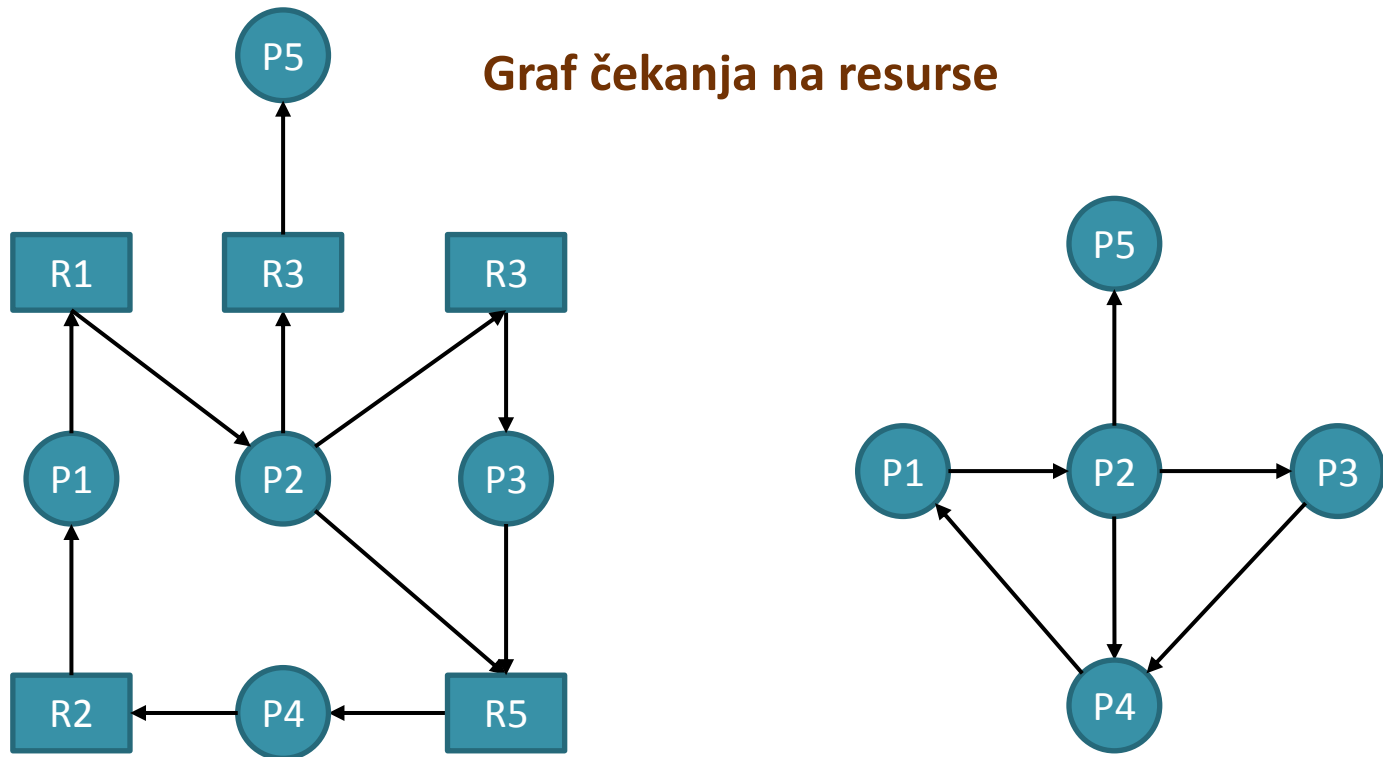 Graf čekanja na resurse
P5
R1
R3
R3
P1
P2
P3
R2
P4
R5
P5
P1
P2
P3
P4